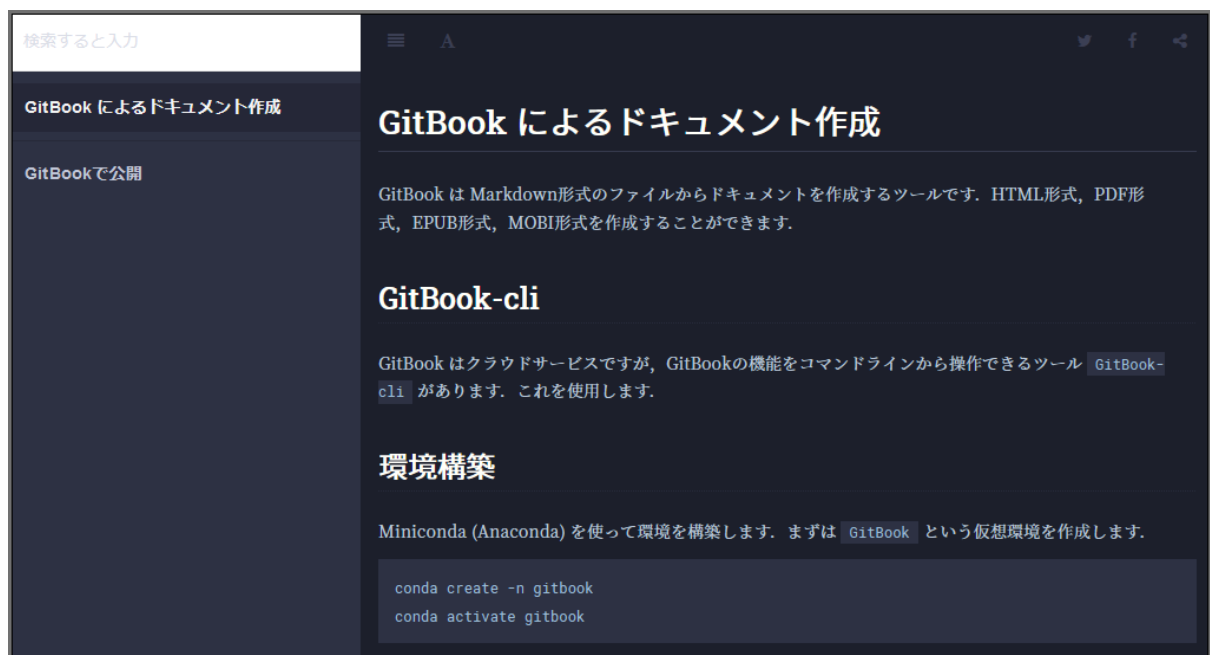 検索すると入力
A
GitBook によるドキュメント作成
GitBookで公開
GitBook によるドキュメント作成
GitBook は Markdown形式のファイルからドキュメントを作成するツールです．HTML形式，PDF形
式，EPUB形式，MOBI形式を作成することができます．
GitBook-cli
GitBook はクラウドサービスですが，GitBookの機能をコマンドラインから操作できるツール GitBook-
cli があります．これを使用します．
環境構築
Miniconda (Anaconda) を使って環境を構築します．まずは GitBook という仮想環境を作成します．
conda create -n gitbook
conda activate gitbook